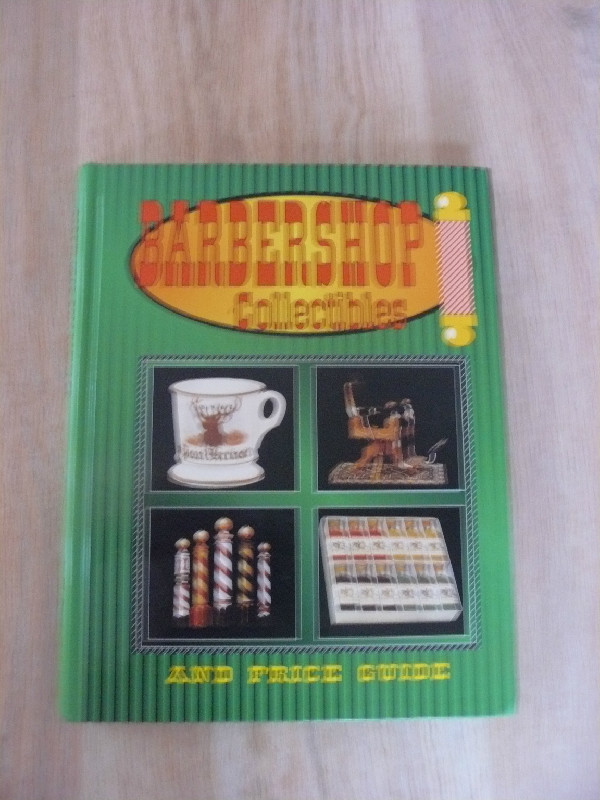 BARBERSHOP
Collectibles
AND PRICE GUIDE